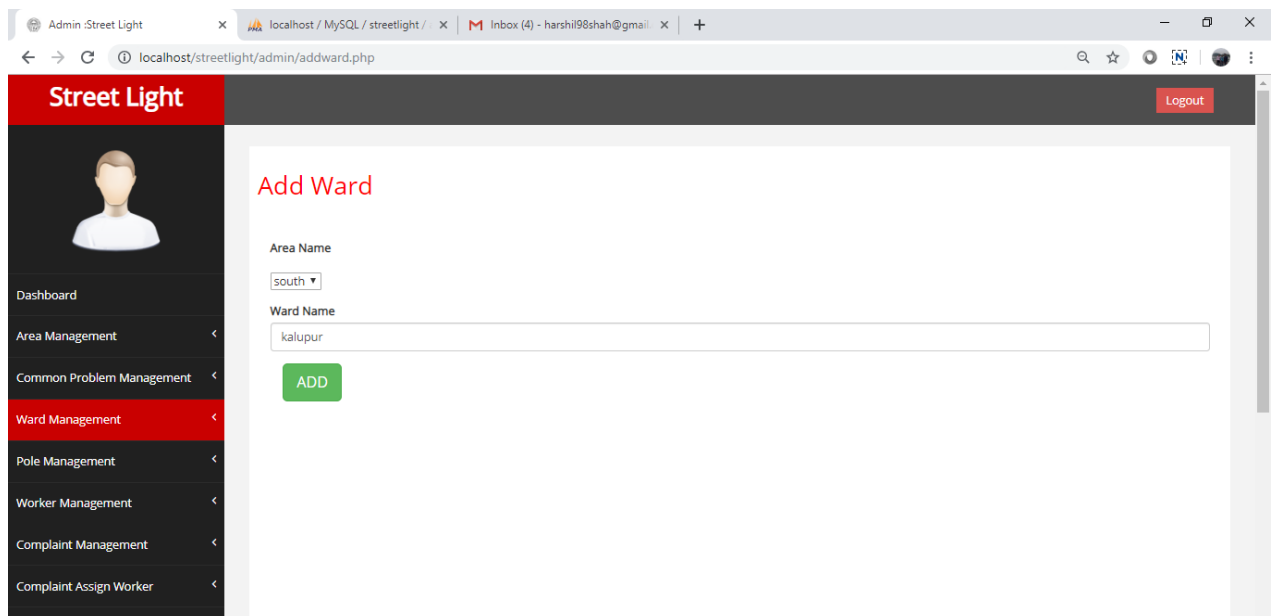 Admin :Street Light
localhost / MySQL / streetlight /
Inbox (4) - harshil98shah@gmail.
localhost/streetlight/admin/addward.php
Street Light
Logout
Dashboard
Area Management
Common Problem Management
Ward Management
Pole Management
Worker Management
Complaint Management
Complaint Assign Worker
Add Ward
Area Name
south
Ward Name
kalupur
ADD